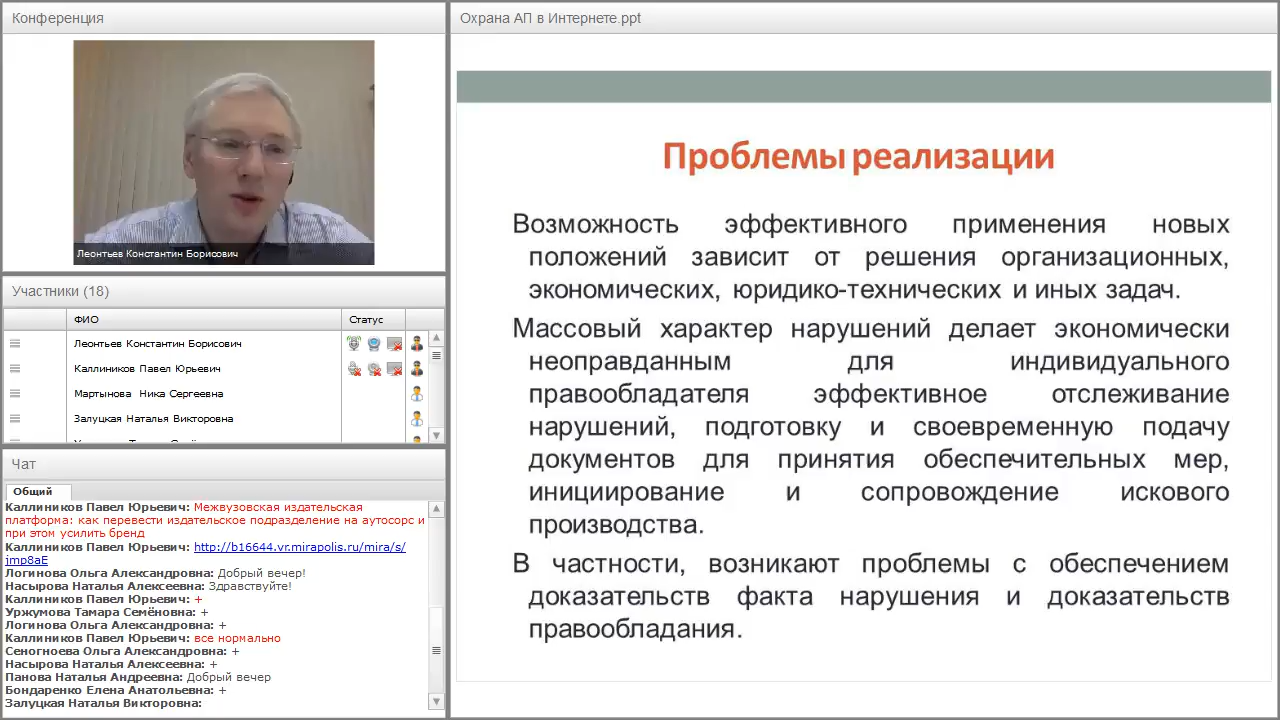 Конференция
Леонтьев Константин Борисович
Участники (18)
ФИО
Статус
Леонтьев Константин Борисович
Каллиников Павел Юрьевич
Мартынова Ника Сергеевна
Залуцкая Наталья Викторовна
Чат
Общий
Каллиников Павел Юрьевич: Межвузовская издательская
платформа: как перевести издательское подразделение на аутосорс и
при этом усилить бренд
Каллиников Павел Юрьевич: http://b16644.vr.mirapolis.ru/mira/s/
jmp8aE
Логинова Ольга Александровна: Добрый вечер!
Насырова Наталья Алексеевна: Здравствуйте!
Каллиников Павел Юрьевич: +
Уржумова Тамара Семёновна: +
Логинова Ольга Александровна: +
Каллиников Павел Юрьевич: все нормально
Сеногноева Ольга Александровна: +
Насырова Наталья Алексеевна: +
Панова Наталья Андреевна: Добрый вечер
Бондаренко Елена Анатольевна: +
Залуцкая Наталья Викторовна:
Охрана АП в Интернете.ppt
Проблемы реализации
Возможность эффективного применения новых
положений зависит от решения организационных,
экономических, юридико-технических и иных задач.
Массовый характер нарушений делает экономически
неоправданным для индивидуального
правообладателя эффективное отслеживание
нарушений, подготовку и своевременную подачу
документов для принятия обеспечительных мер,
инициирование и сопровождение искового
производства.
В частности, возникают проблемы с обеспечением
доказательств факта нарушения и доказательств
правообладания.